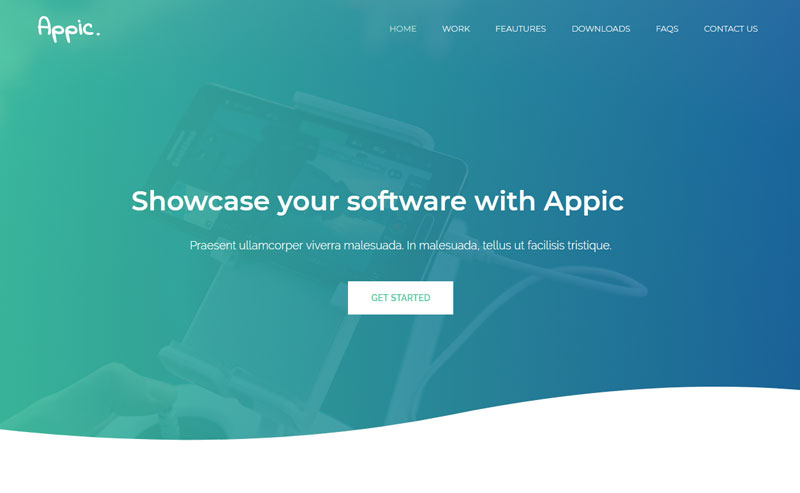 Appic.
HOME WORK FEAUTURES DOWNLOADS FAQS CONTACT US
Showcase your software with Appic
Praesent ullamcorper viverra malesuada. In malesuada, tellus ut facilisis tristique.
GET STARTED